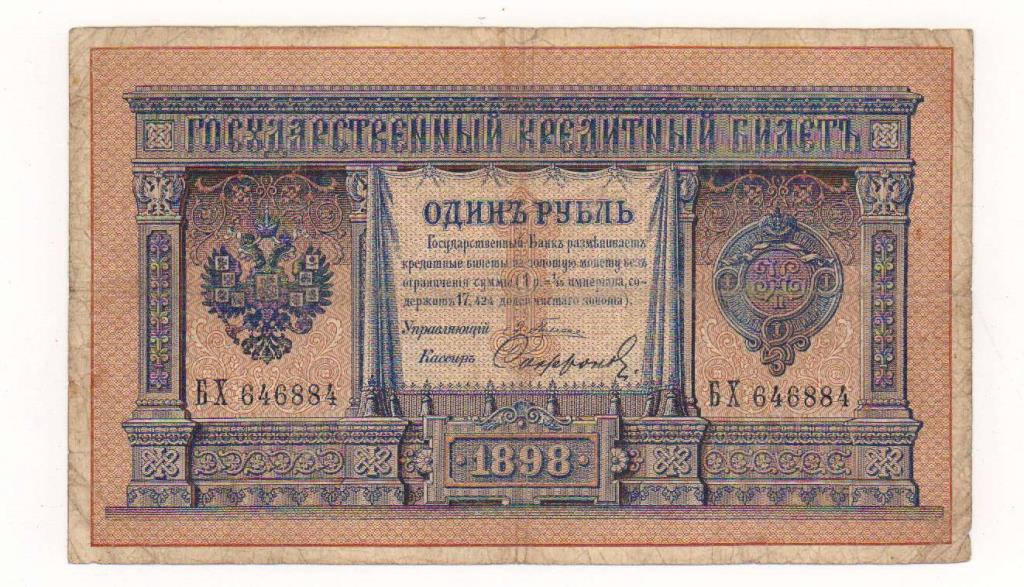 ГОСУДАРСТВЕННЫЙ КРЕДИТНЫЙ БИЛЕТЪ
ОДИНЪ РУБЛЬ
Государственный Банкъ размѣниваетъ
кредитные билеты на золотую монету безъ
ограниченія суммы (1 р. = 1/15 имперіала, со-
держитъ 17,424 долей чистаго золота).
Управляющій
Кассиръ
БХ 646884
БХ 646884
1898